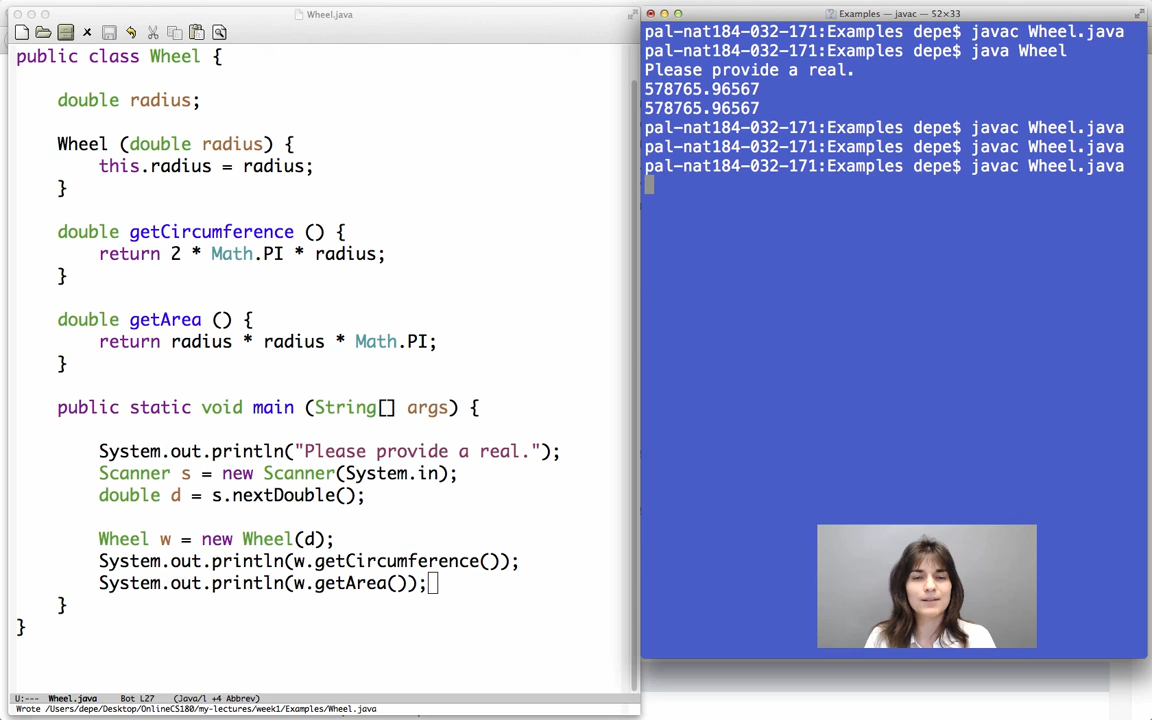 Wheel.java
public class Wheel {
double radius;
Wheel (double radius) {
this.radius = radius;
}
double getCircumference () {
return 2 * Math.PI * radius;
}
double getArea () {
return radius * radius * Math.PI;
}
public static void main (String[] args) {
System.out.println("Please provide a real.");
Scanner s = new Scanner(System.in);
double d = s.nextDouble();
Wheel w = new Wheel(d);
System.out.println(w.getCircumference());
System.out.println(w.getArea());
}
}
U:--- Wheel.java Bot L27 (Java/l +4 Abbrev)
Wrote /Users/depe/Desktop/OnlineCS180/my-lectures/week1/Examples/Wheel.java
Examples — javac — 52×33
pal-nat184-032-171:Examples depe$ javac Wheel.java
pal-nat184-032-171:Examples depe$ java Wheel
Please provide a real.
578765.96567
578765.96567
pal-nat184-032-171:Examples depe$ javac Wheel.java
pal-nat184-032-171:Examples depe$ javac Wheel.java
pal-nat184-032-171:Examples depe$ javac Wheel.java